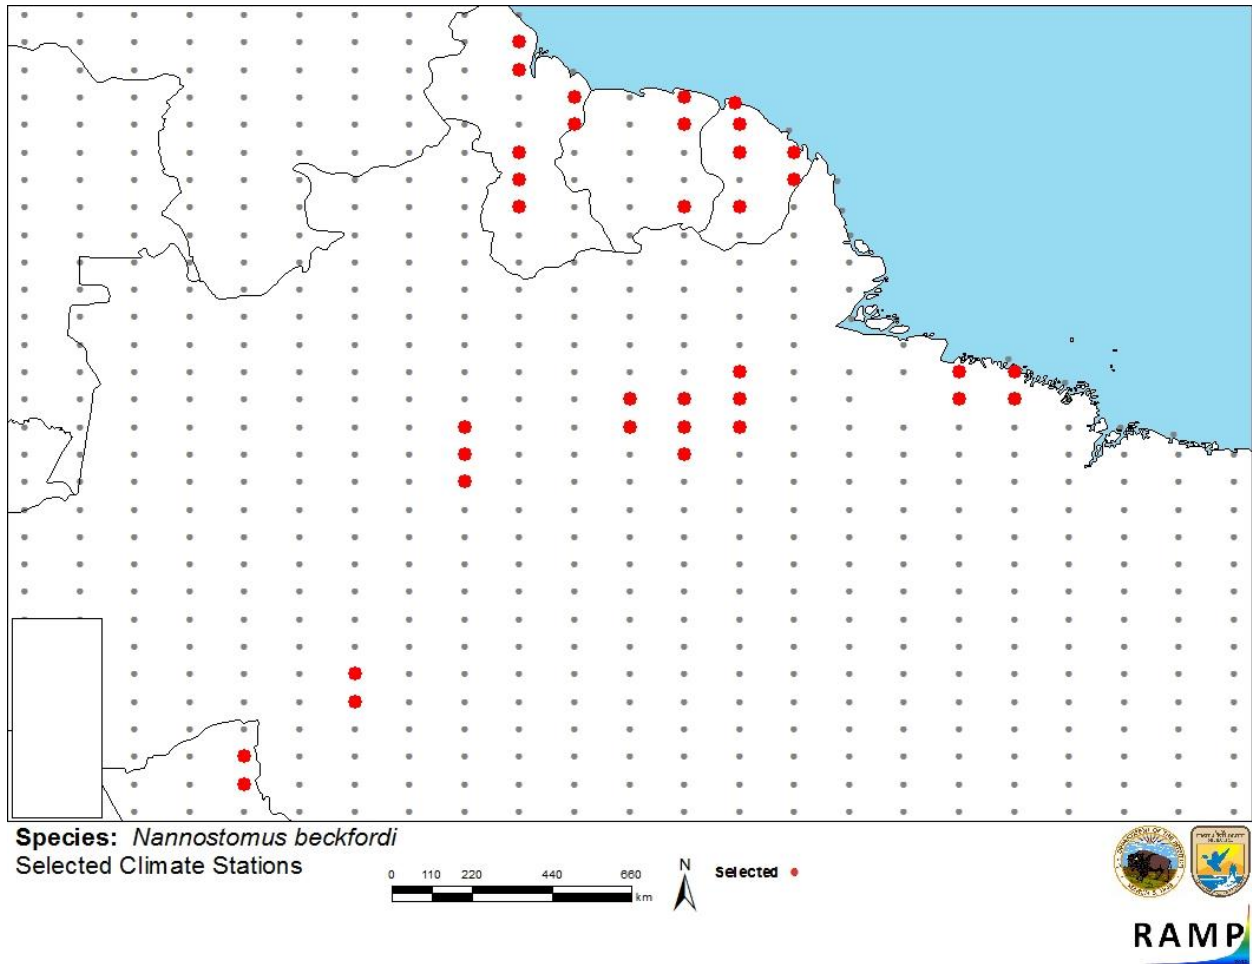 Species: Nannostomus beckfordi
Selected Climate Stations
0 110 220 440 660
km
N
Selected
RAMP